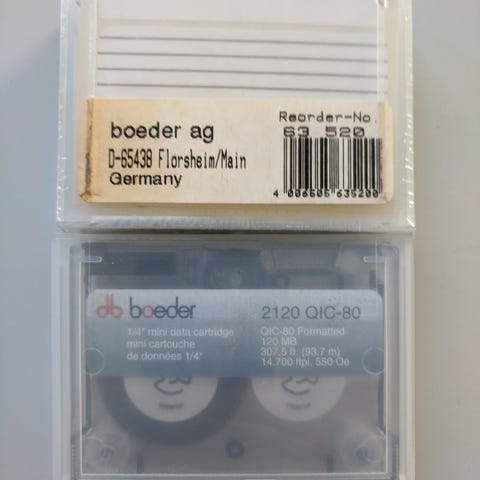 boeder ag
D-65438 Florsheim/Main
Germany
Reorder-No.
63 520
4 006505 635200
boeder
2120 QIC-80
1/4" mini data cartridge
mini cartouche
de données 1/4"
QIC-80 Formatted
120 MB
307,5 ft. (93,7 m)
14.700 ftpi, 550 Oe